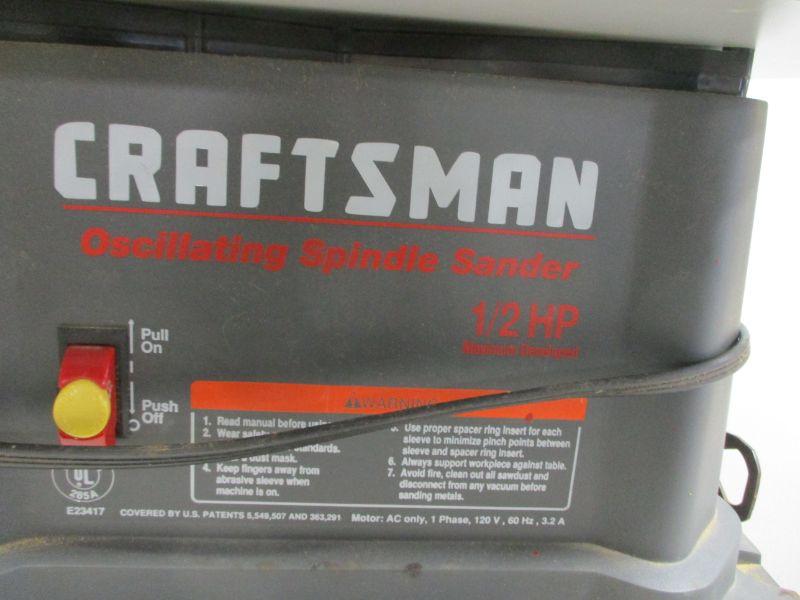 CRAFTSMAN
Oscillating Spindle Sander
1/2 HP
Maximum Developed
Pull
On
Push
Off
WARNING
1. Read manual before
2. Wear
standards.
dust mask.
4. Keep fingers away from
abrasive sleeve when
machine is on.
Use proper spacer ring insert for each
sleeve to minimize pinch points between
sleeve and spacer ring insert.
6. Always support workpiece against table.
7. Avoid fire, clean out all sawdust and
disconnect from any vacuum before
sanding metals.
UL
265A
E23417
COVERED BY U.S. PATENTS 5,549,507 AND 363,291 Motor: AC only, 1 Phase, 120 V, 60 Hz, 3.2 A